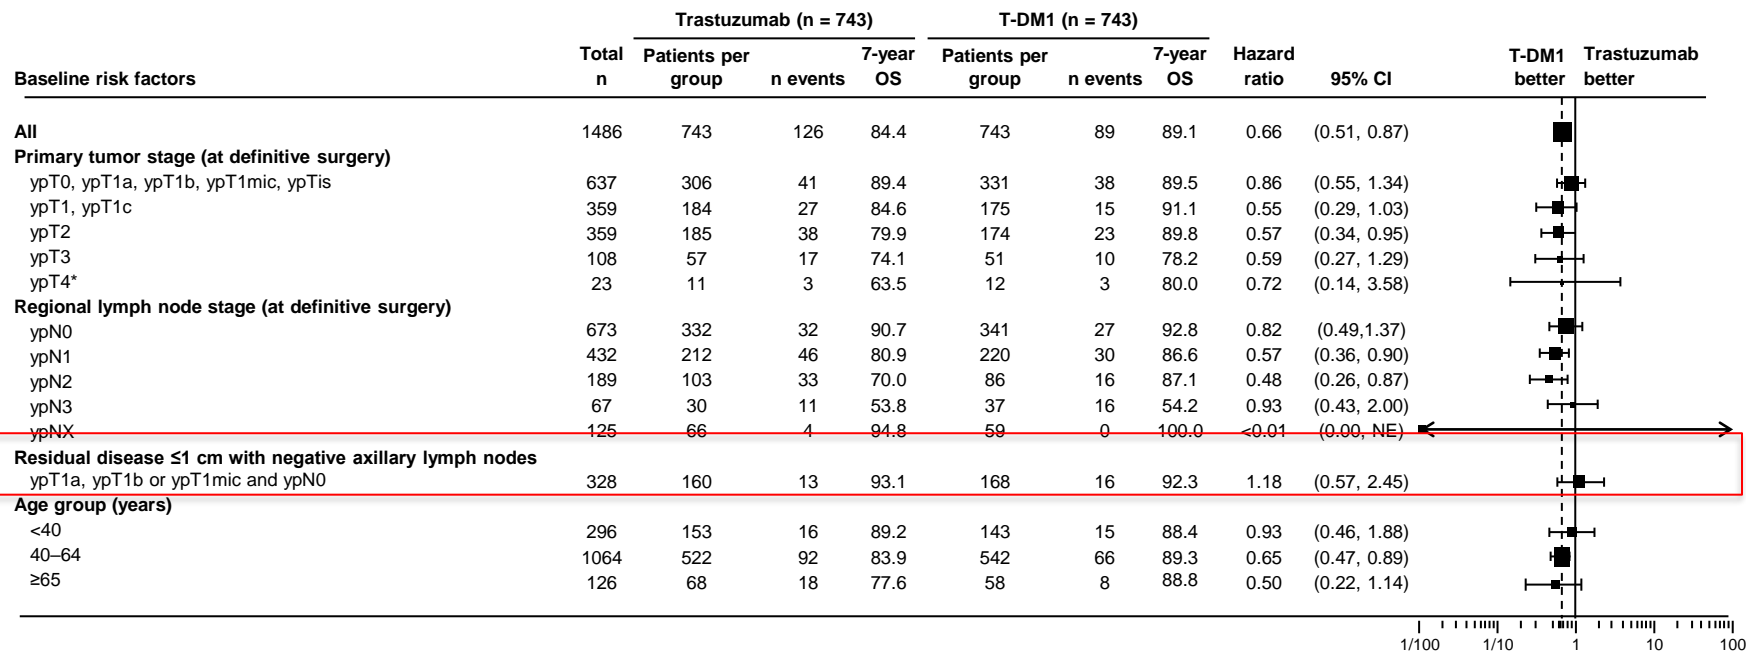 Trastuzumab (n = 743) T-DM1 (n = 743)
Baseline risk factors Total n Patients per group n events 7-year OS Patients per group n events 7-year OS Hazard ratio 95% CI T-DM1 better Trastuzumab better
All 1486 743 126 84.4 743 89 89.1 0.66 (0.51, 0.87)
Primary tumor stage (at definitive surgery)
ypT0, ypT1a, ypT1b, ypT1mic, ypTis 637 306 41 89.4 331 38 89.5 0.86 (0.55, 1.34)
ypT1, ypT1c 359 184 27 84.6 175 15 91.1 0.55 (0.29, 1.03)
ypT2 359 185 38 79.9 174 23 89.8 0.57 (0.34, 0.95)
ypT3 108 57 17 74.1 51 10 78.2 0.59 (0.27, 1.29)
ypT4* 23 11 3 63.5 12 3 80.0 0.72 (0.14, 3.58)
Regional lymph node stage (at definitive surgery)
ypN0 673 332 32 90.7 341 27 92.8 0.82 (0.49,1.37)
ypN1 432 212 46 80.9 220 30 86.6 0.57 (0.36, 0.90)
ypN2 189 103 33 70.0 86 16 87.1 0.48 (0.26, 0.87)
ypN3 67 30 11 53.8 37 16 54.2 0.93 (0.43, 2.00)
ypNX 125 66 4 94.8 59 0 100.0 <0.01 (0.00, NE)
Residual disease ≤1 cm with negative axillary lymph nodes
ypT1a, ypT1b or ypT1mic and ypN0 328 160 13 93.1 168 16 92.3 1.18 (0.57, 2.45)
Age group (years)
<40 296 153 16 89.2 143 15 88.4 0.93 (0.46, 1.88)
40–64 1064 522 92 83.9 542 66 89.3 0.65 (0.47, 0.89)
≥65 126 68 18 77.6 58 8 88.8 0.50 (0.22, 1.14)
1/100 1/10 1 10 100